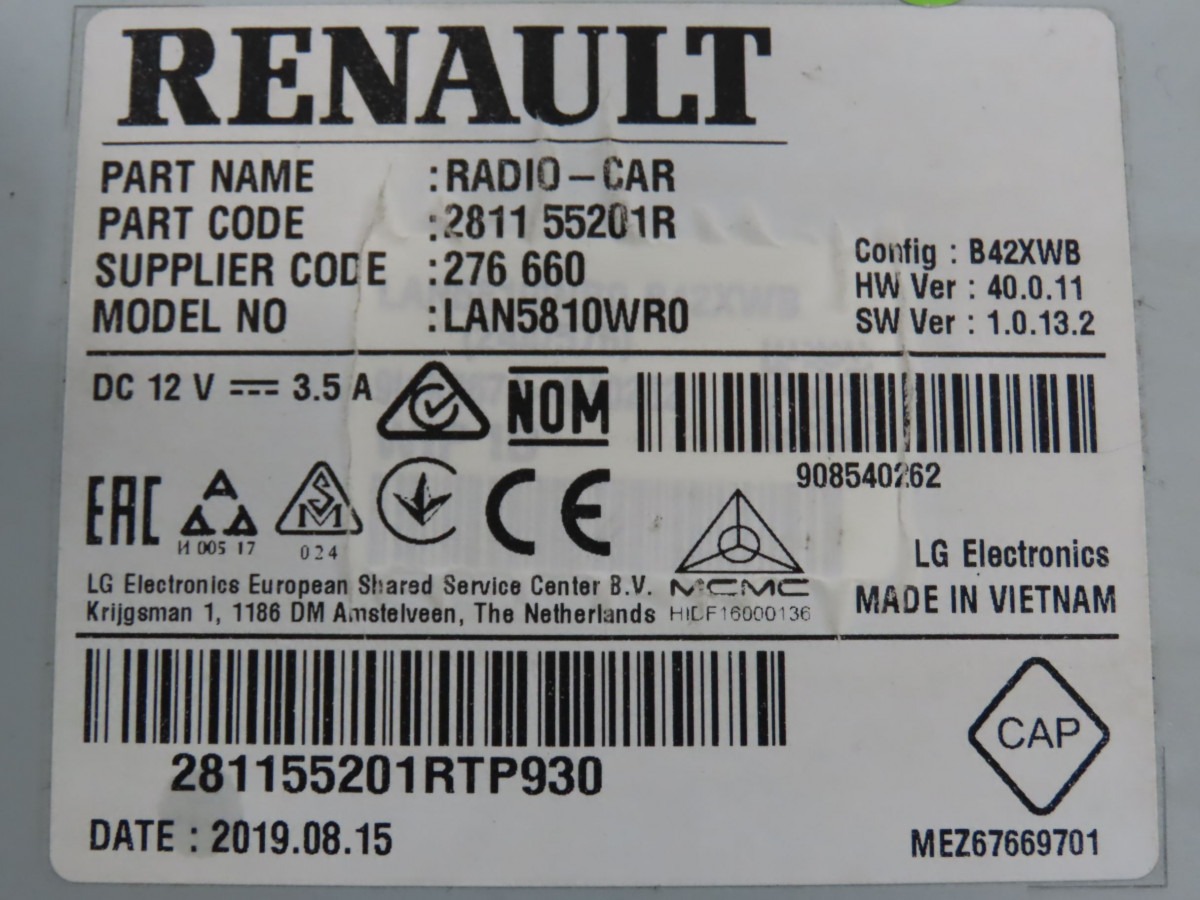 RENAULT
PART NAME :RADIO-CAR
PART CODE :2811 55201R
SUPPLIER CODE :276 660
MODEL NO :LAN5810WR0
Config : B42XWB
HW Ver : 40.0.11
SW Ver : 1.0.13.2
DC 12 V 3.5 A
NOM
908540262
EAC
И 005 17
SM
024
CE
MCMC
HIDF16000136
LG Electronics
MADE IN VIETNAM
LG Electronics European Shared Service Center B.V.
Krijgsman 1, 1186 DM Amstelveen, The Netherlands
281155201RTP930
DATE : 2019.08.15
CAP
MEZ67669701